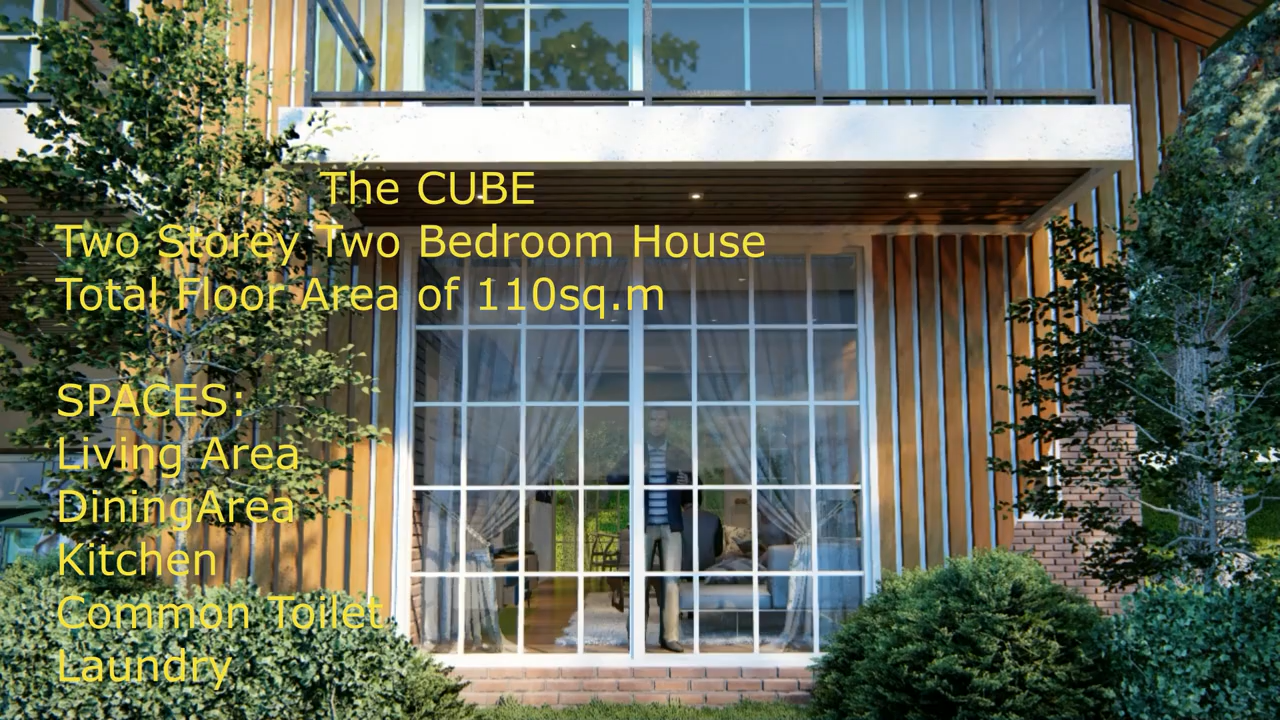 The CUBE
Two Storey Two Bedroom House
Total Floor Area of 110sq.m
SPACES:
Living Area
DiningArea
Kitchen
Common Toilet
Laundry